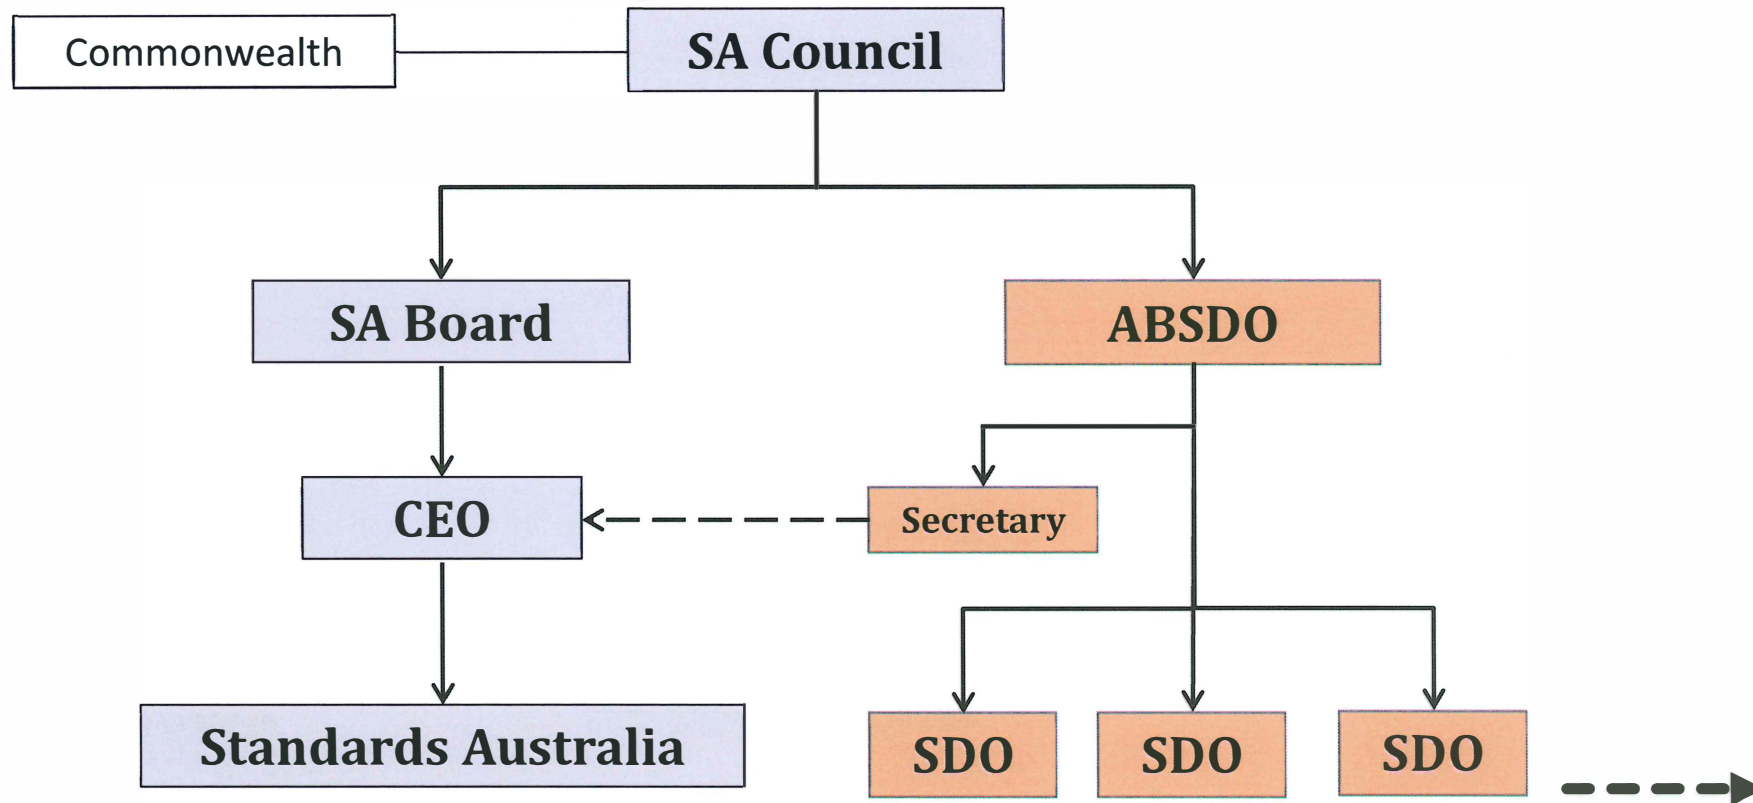 Commonwealth
SA Council
SA Board
ABSDO
CEO
Secretary
Standards Australia
SDO
SDO
SDO